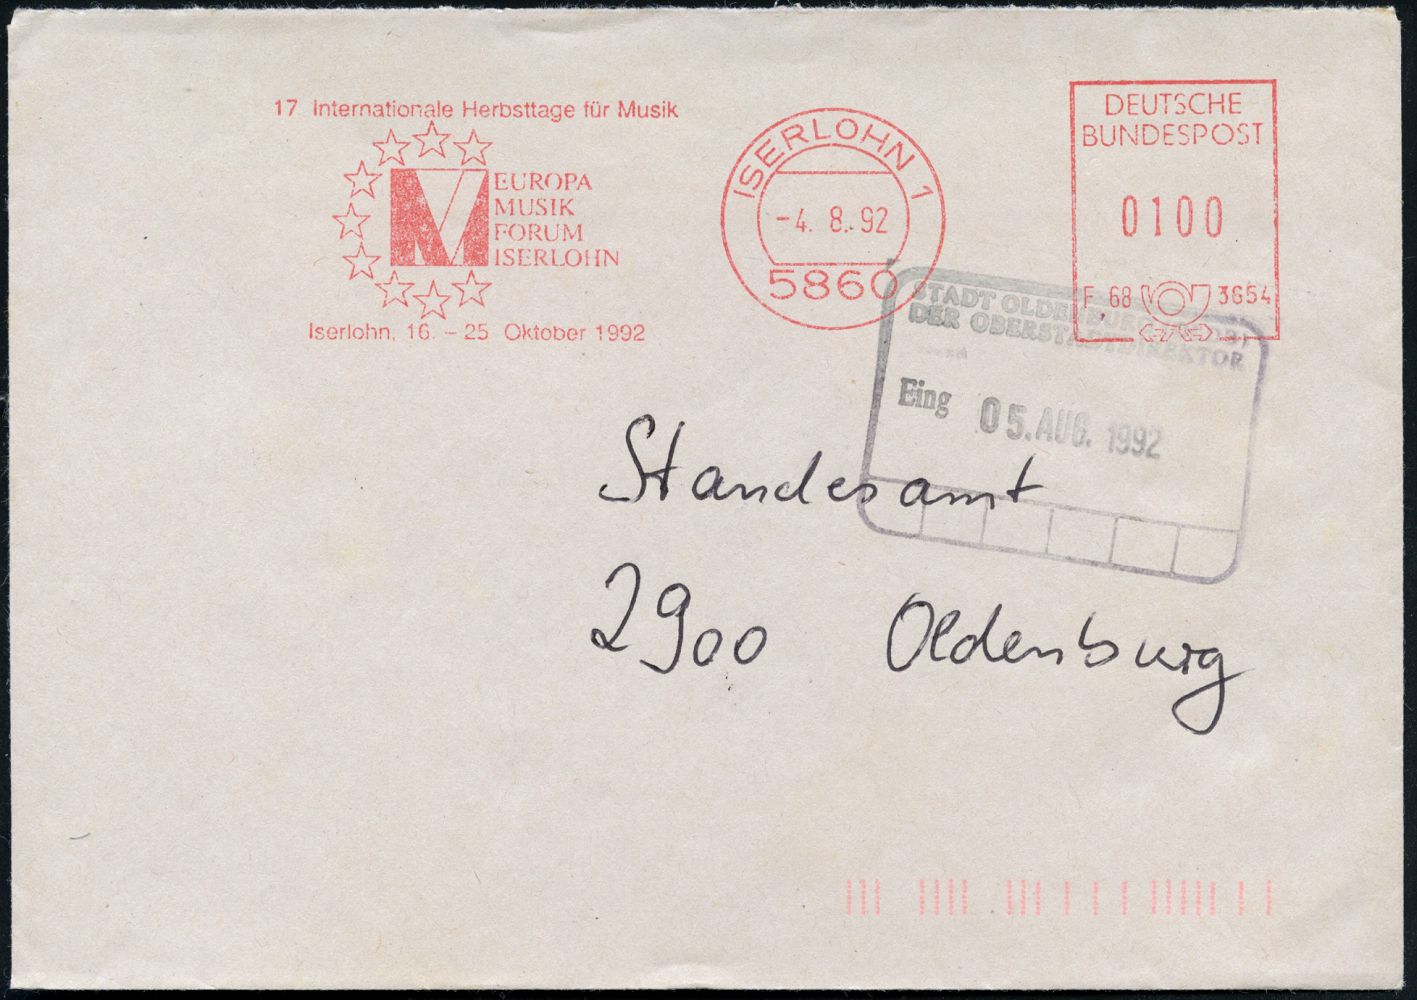 17 Internationale Herbsttage für Musik
EUROPA
MUSIK
FORUM
ISERLOHN
Iserlohn, 16. - 25 Oktober 1992
ISERLOHN 1
-4. 8. 92
5860
DEUTSCHE
BUNDESPOST
0100
F 68 3654
STADT OLDENBURG
DER OBERSTADTDIREKTOR
Eing 05. AUG. 1992
Standesamt
2900 Oldenburg